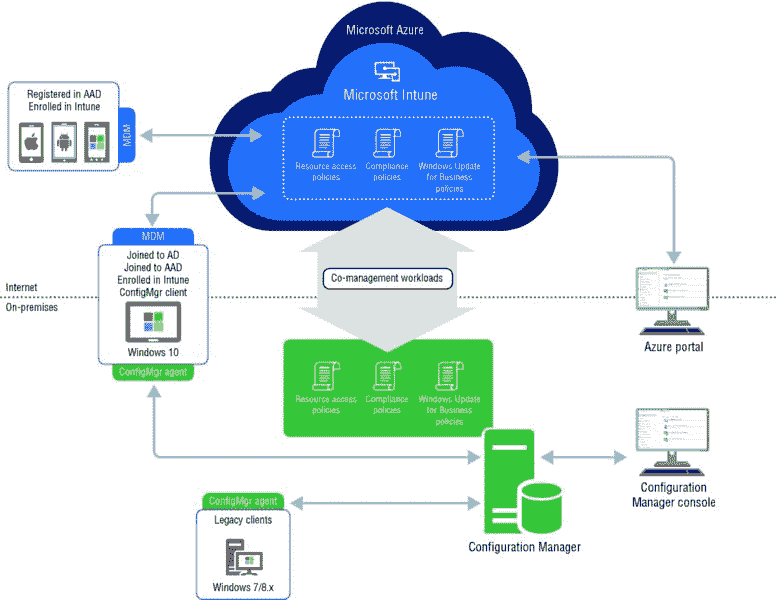 Microsoft Azure
Microsoft Intune
Resource access
policies
Compliance
policies
Windows Update
for Business
policies
Registered in AAD
Enrolled in Intune
MDM
MDM
Joined to AD
Joined to AAD
Enrolled in Intune
ConfigMgr client
Windows 10
ConfigMgr agent
Co-management workloads
Internet
On-premises
Azure portal
Resource access
policies
Compliance
policies
Windows Update
for Business
policies
Configuration
Manager console
Configuration Manager
ConfigMgr agent
Legacy clients
Windows 7/8.x